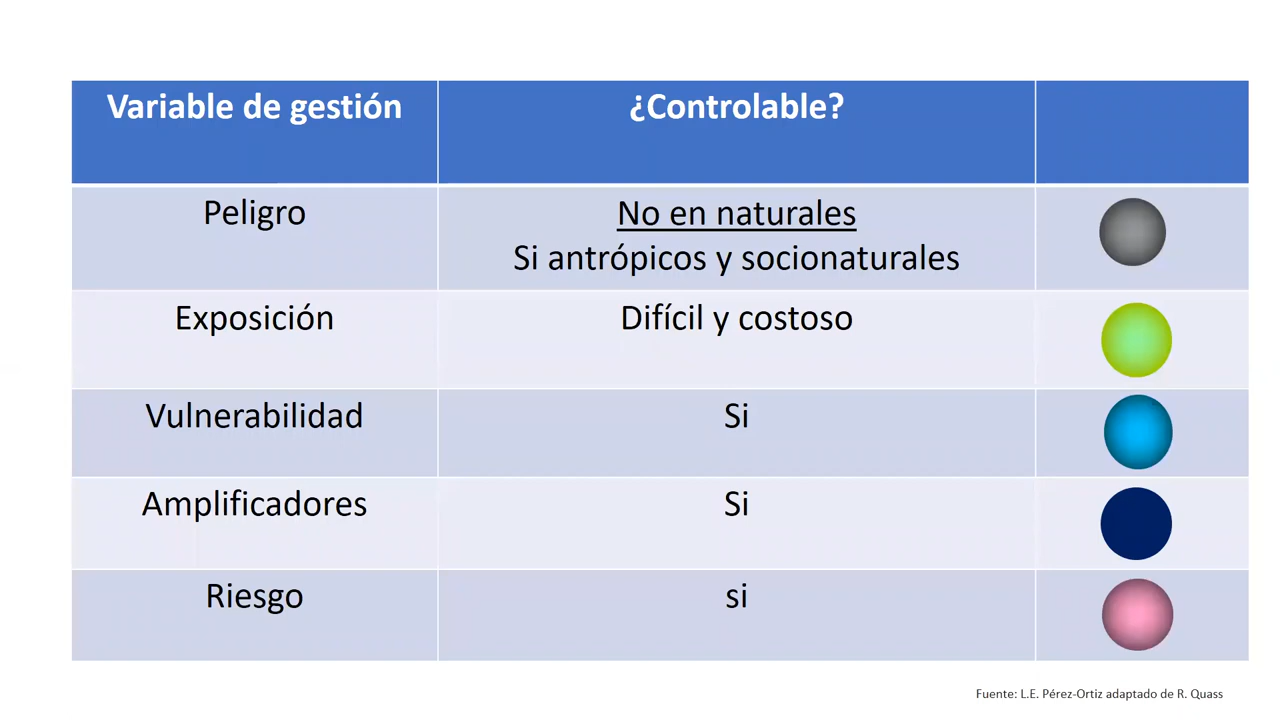 Variable de gestión
¿Controlable?
Peligro
No en naturales
Si antrópicos y socionaturales
Exposición
Difícil y costoso
Vulnerabilidad
Si
Amplificadores
Si
Riesgo
si
Fuente: L.E. Pérez-Ortiz adaptado de R. Quass